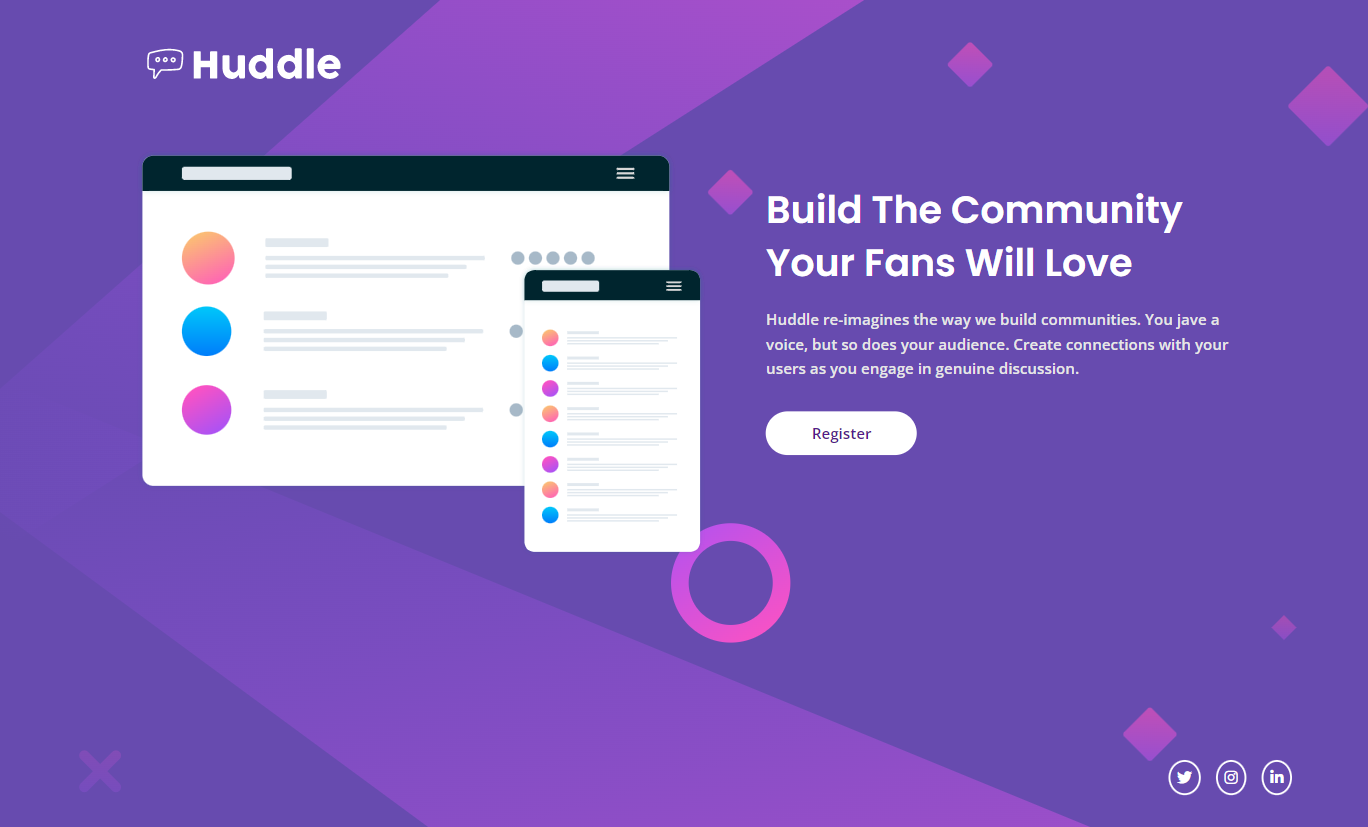 Huddle
Build The Community
Your Fans Will Love
Huddle re-imagines the way we build communities. You jave a
voice, but so does your audience. Create connections with your
users as you engage in genuine discussion.
Register